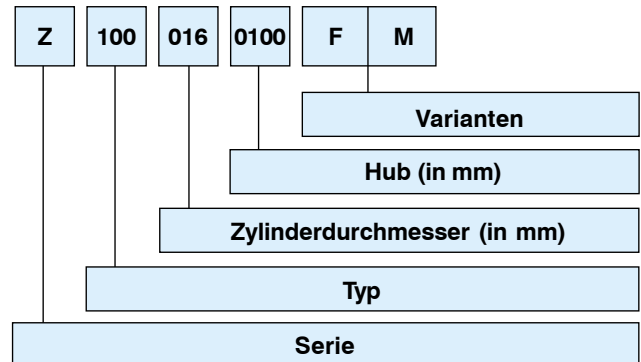 Z 100 016 0100 F M
Varianten
Hub (in mm)
Zylinderdurchmesser (in mm)
Typ
Serie